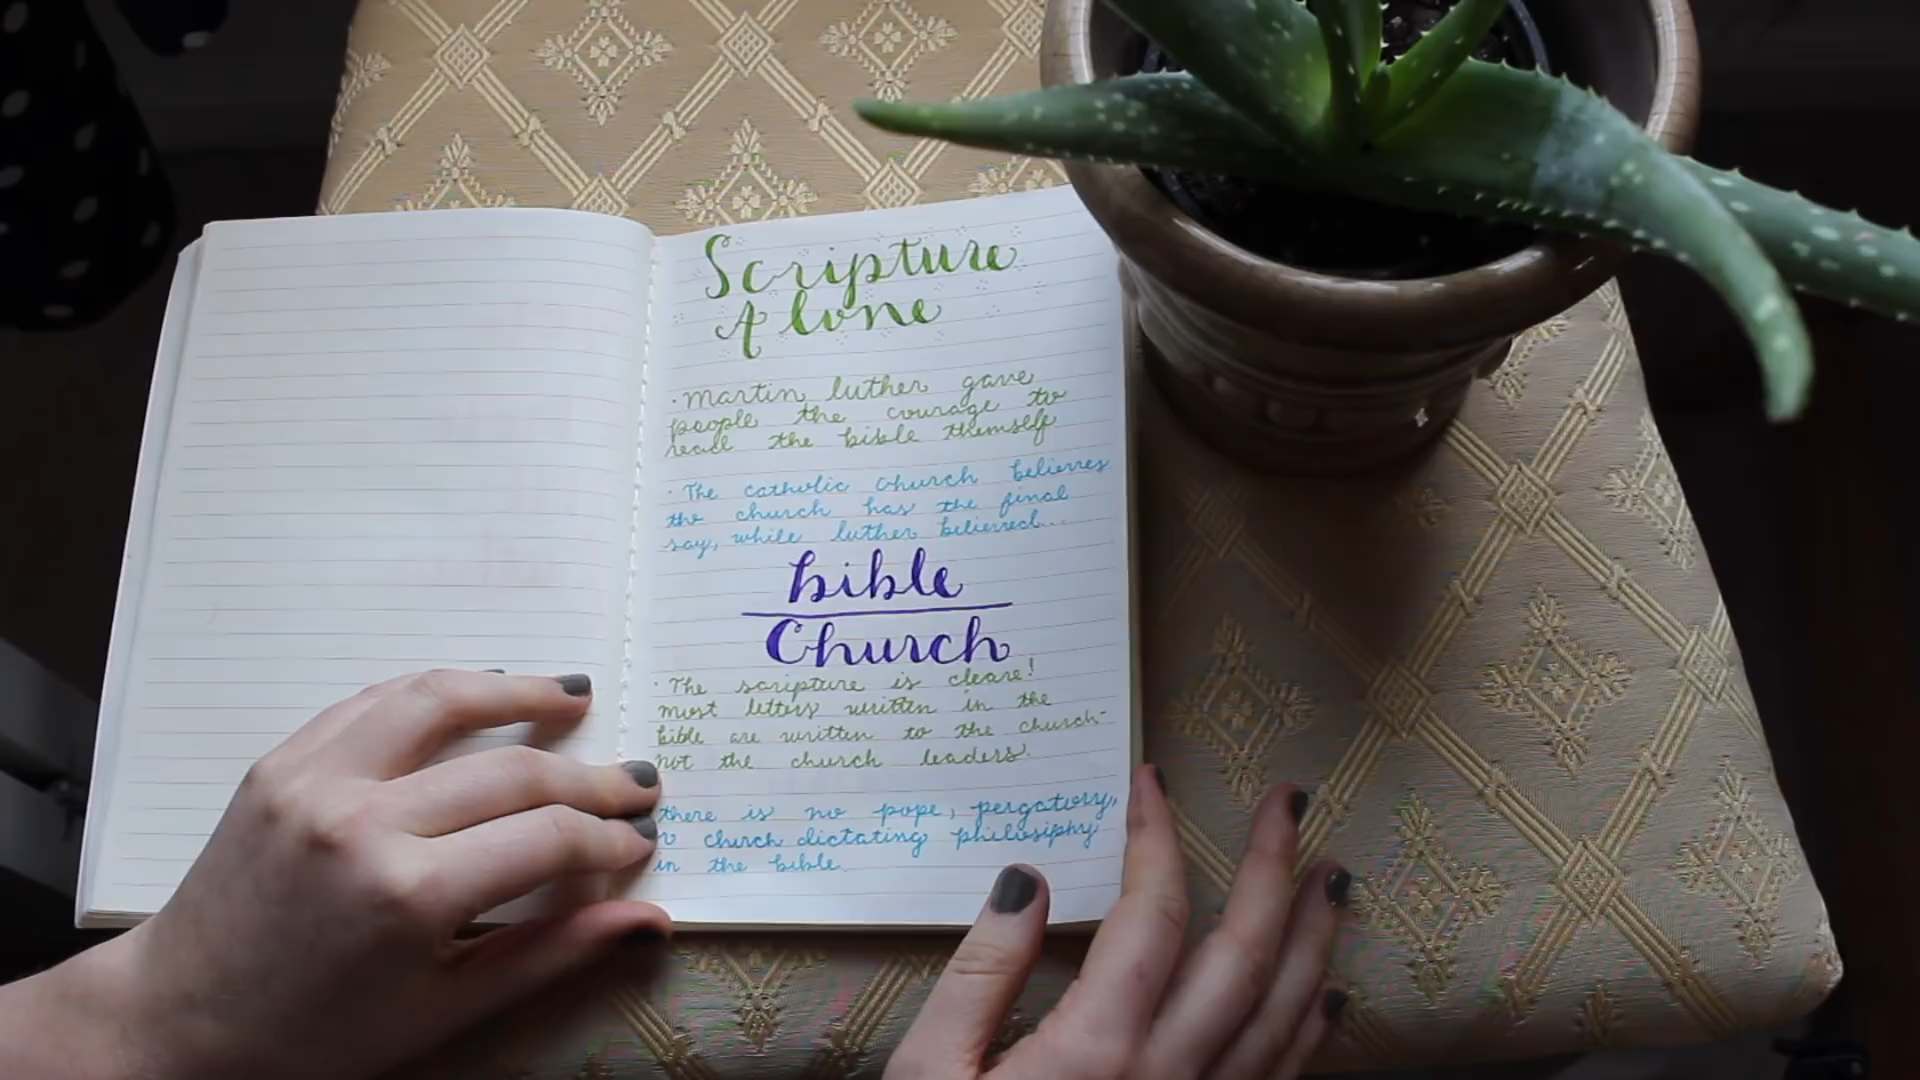 Scripture
Alone
· Martin luther gave
people the courage to
read the bible themself
· The catholic church believes
the church has the final
say, while luther believed...
bible
Church
· The scripture is cleare!
most letters written in the
bible are written to the church-
not the church leaders.
there is no pope, pergatory,
church dictating philosiphy
in the bible.